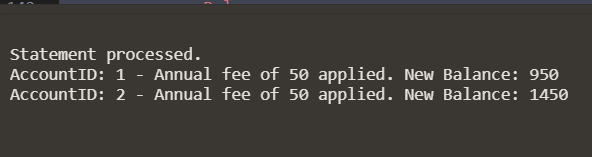 Statement processed.
AccountID: 1 - Annual fee of 50 applied. New Balance: 950
AccountID: 2 - Annual fee of 50 applied. New Balance: 1450